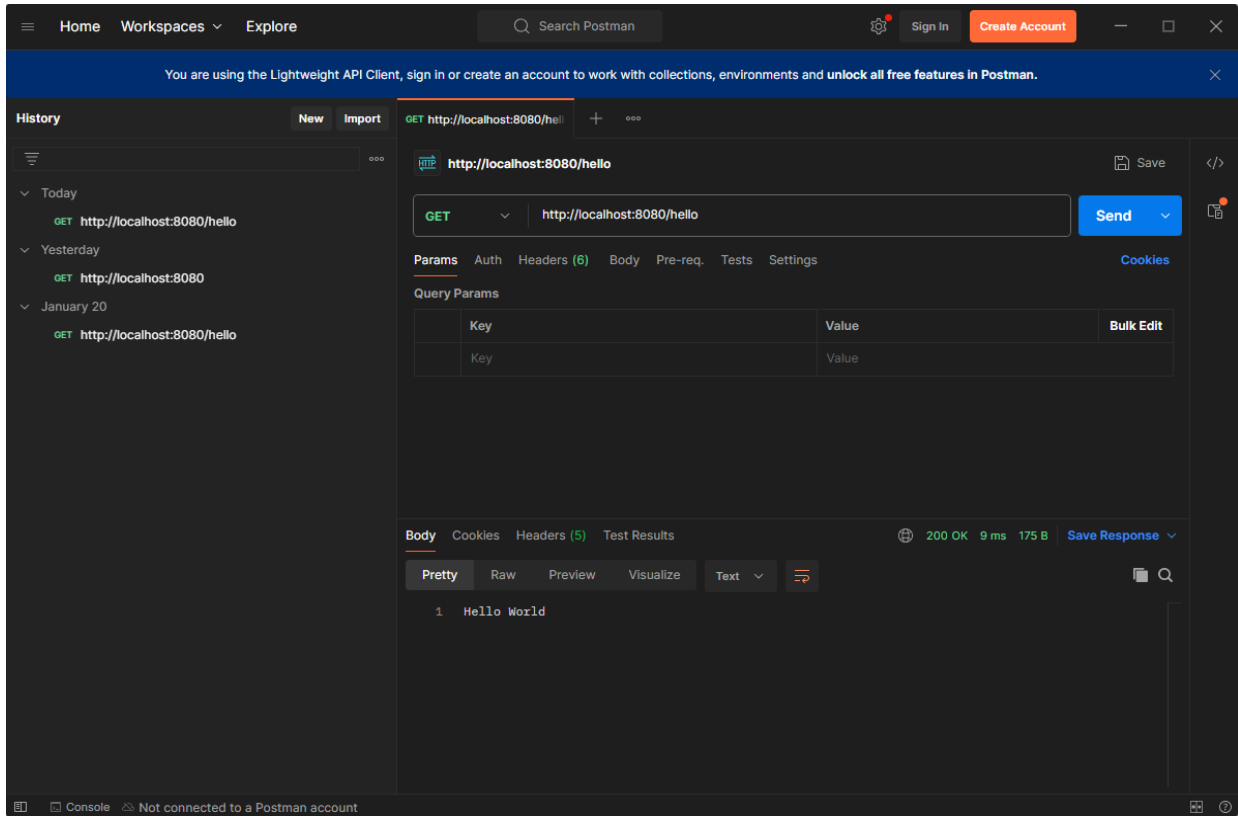 Home Workspaces Explore Search Postman Sign In Create Account
You are using the Lightweight API Client, sign in or create an account to work with collections, environments and unlock all free features in Postman.
History New Import
Today
GET http://localhost:8080/hello
Yesterday
GET http://localhost:8080
January 20
GET http://localhost:8080/hello
GET http://localhost:8080/hel
HTTP http://localhost:8080/hello Save </>
GET http://localhost:8080/hello Send
Params Auth Headers (6) Body Pre-req. Tests Settings Cookies
Query Params
Key Value Bulk Edit
Key Value
Body Cookies Headers (5) Test Results 200 OK 9 ms 175 B Save Response
Pretty Raw Preview Visualize Text
1 Hello World
Console Not connected to a Postman account